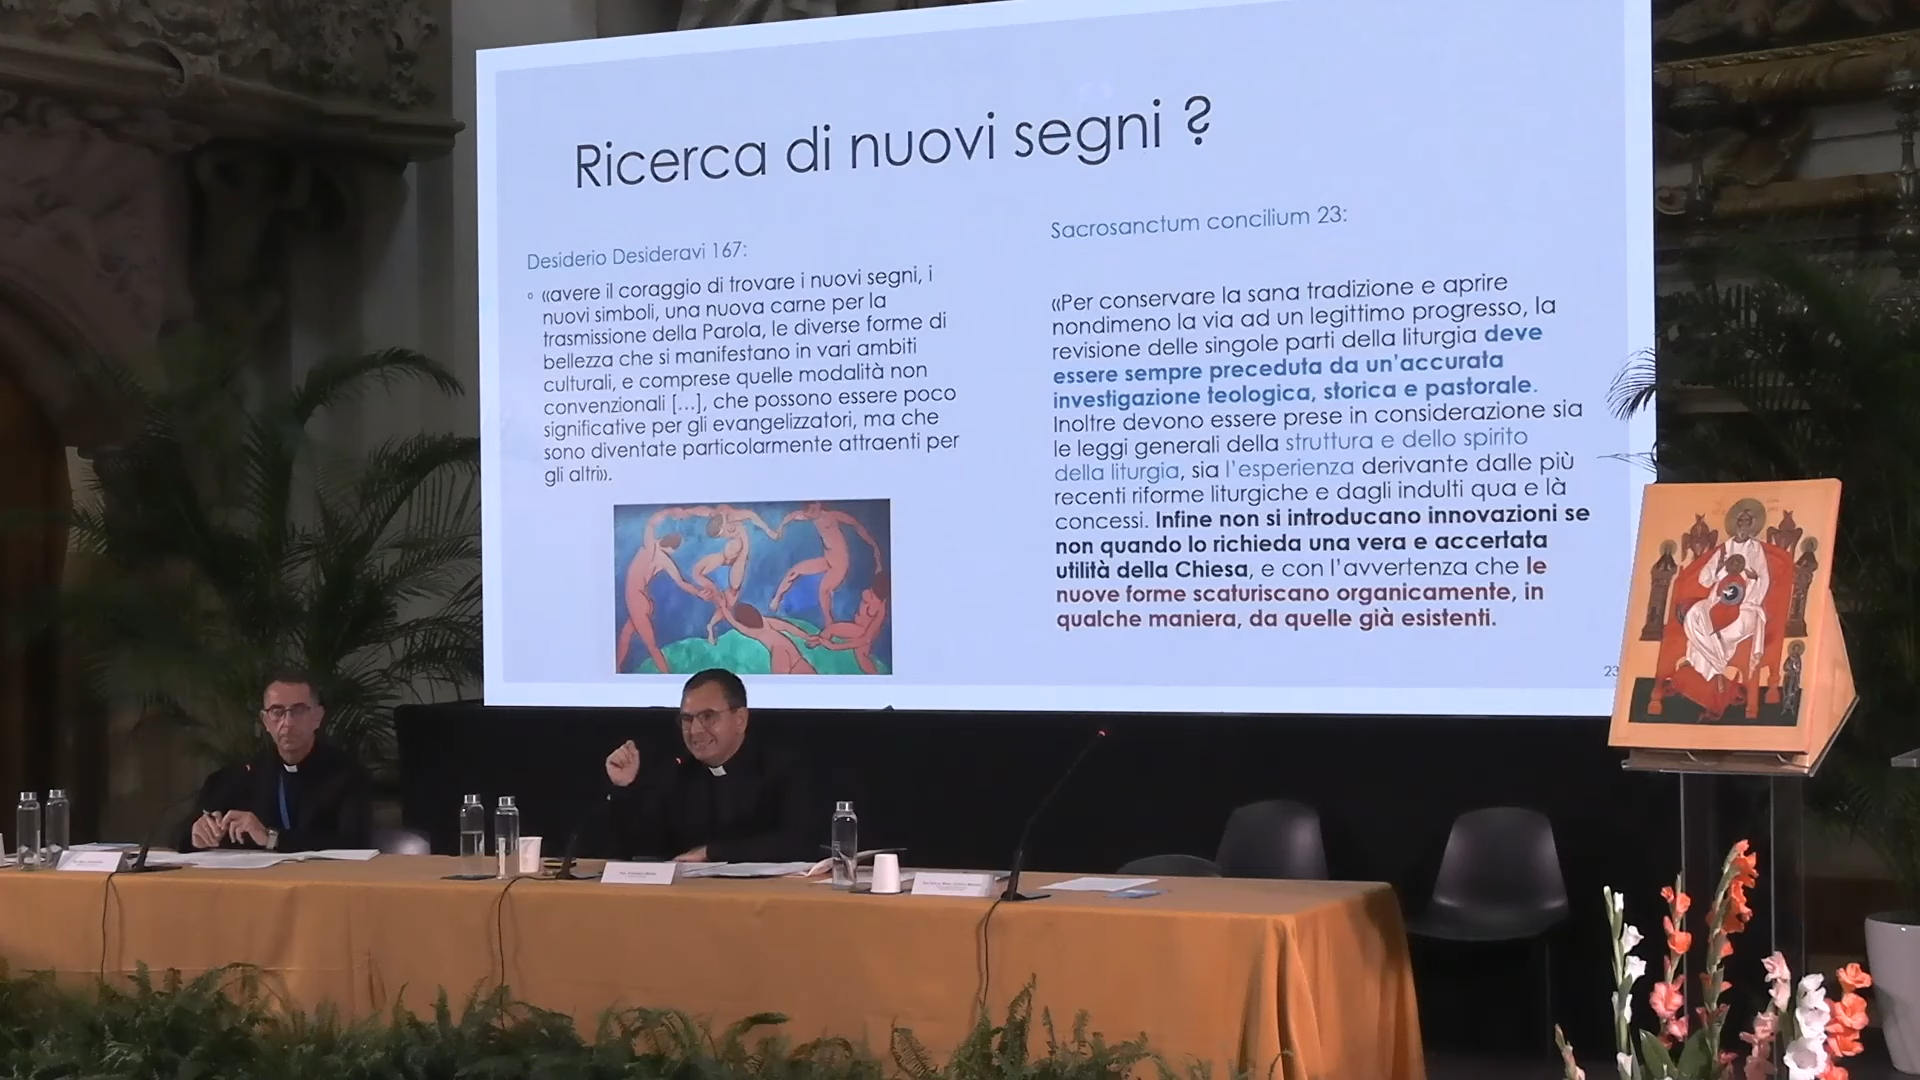 Ricerca di nuovi segni ?
Desiderio Desideravi 167:
«avere il coraggio di trovare i nuovi segni, i
nuovi simboli, una nuova carne per la
trasmissione della Parola, le diverse forme di
bellezza che si manifestano in vari ambiti
culturali, e comprese quelle modalità non
convenzionali [...], che possono essere poco
significative per gli evangelizzatori, ma che
sono diventate particolarmente attraenti per
gli altri».
Sacrosanctum concilium 23:
«Per conservare la sana tradizione e aprire
nondimeno la via ad un legittimo progresso, la
revisione delle singole parti della liturgia deve
essere sempre preceduta da un'accurata
investigazione teologica, storica e pastorale.
Inoltre devono essere prese in considerazione sia
le leggi generali della struttura e dello spirito
della liturgia, sia l'esperienza derivante dalle più
recenti riforme liturgiche e dagli indulti qua e là
concessi. Infine non si introducano innovazioni se
non quando lo richieda una vera e accertata
utilità della Chiesa, e con l'avvertenza che le
nuove forme scaturiscano organicamente, in
qualche maniera, da quelle già esistenti.
23